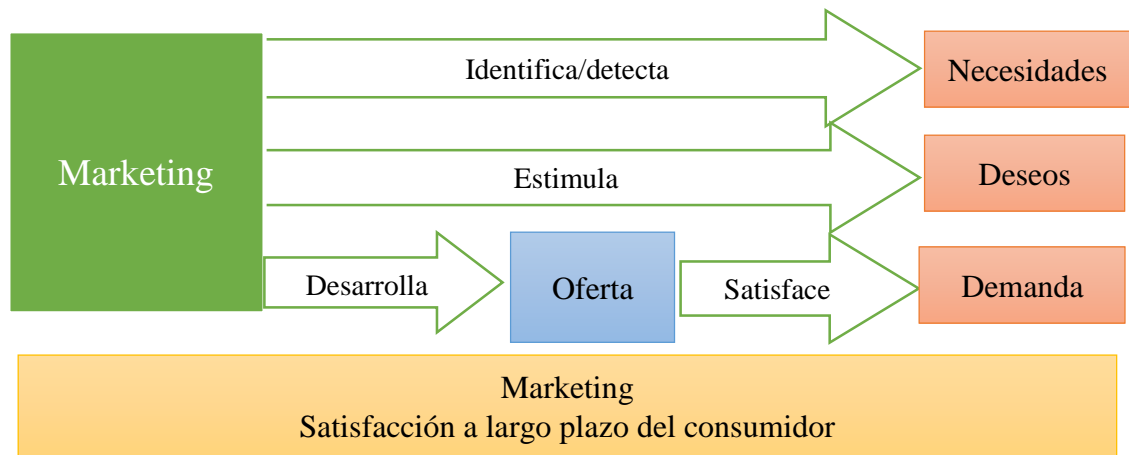 Marketing
Identifica/detecta
Necesidades
Estimula
Deseos
Desarrolla
Oferta
Satisface
Demanda
Marketing
Satisfacción a largo plazo del consumidor